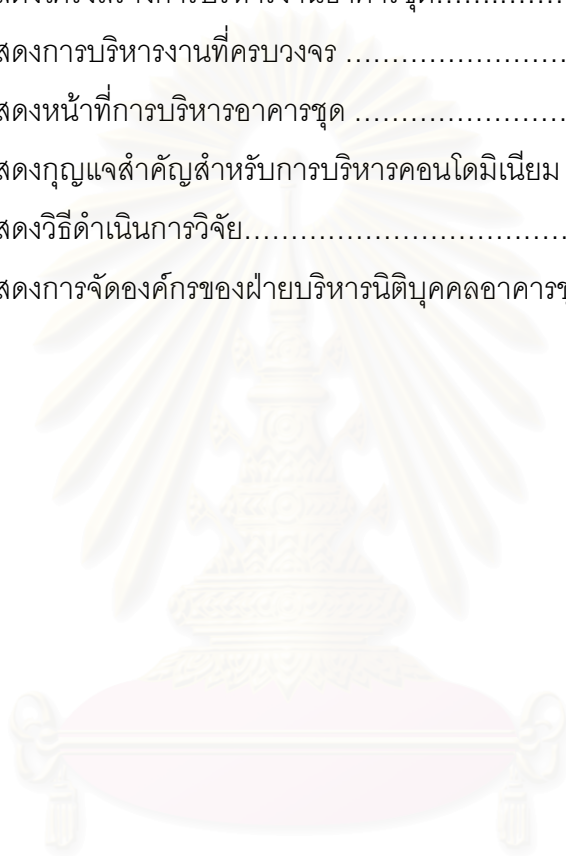 สดงการบริหารงานที่ครบวงจร ........................
สดงหน้าที่การบริหารอาคารชุด ........................
สดงกุญแจสำคัญสำหรับการบริหารคอนโดมิเนียม
สดงวิธีดำเนินการวิจัย....................................
สดงการจัดองค์กรของฝ่ายบริหารนิติบุคคลอาคารช